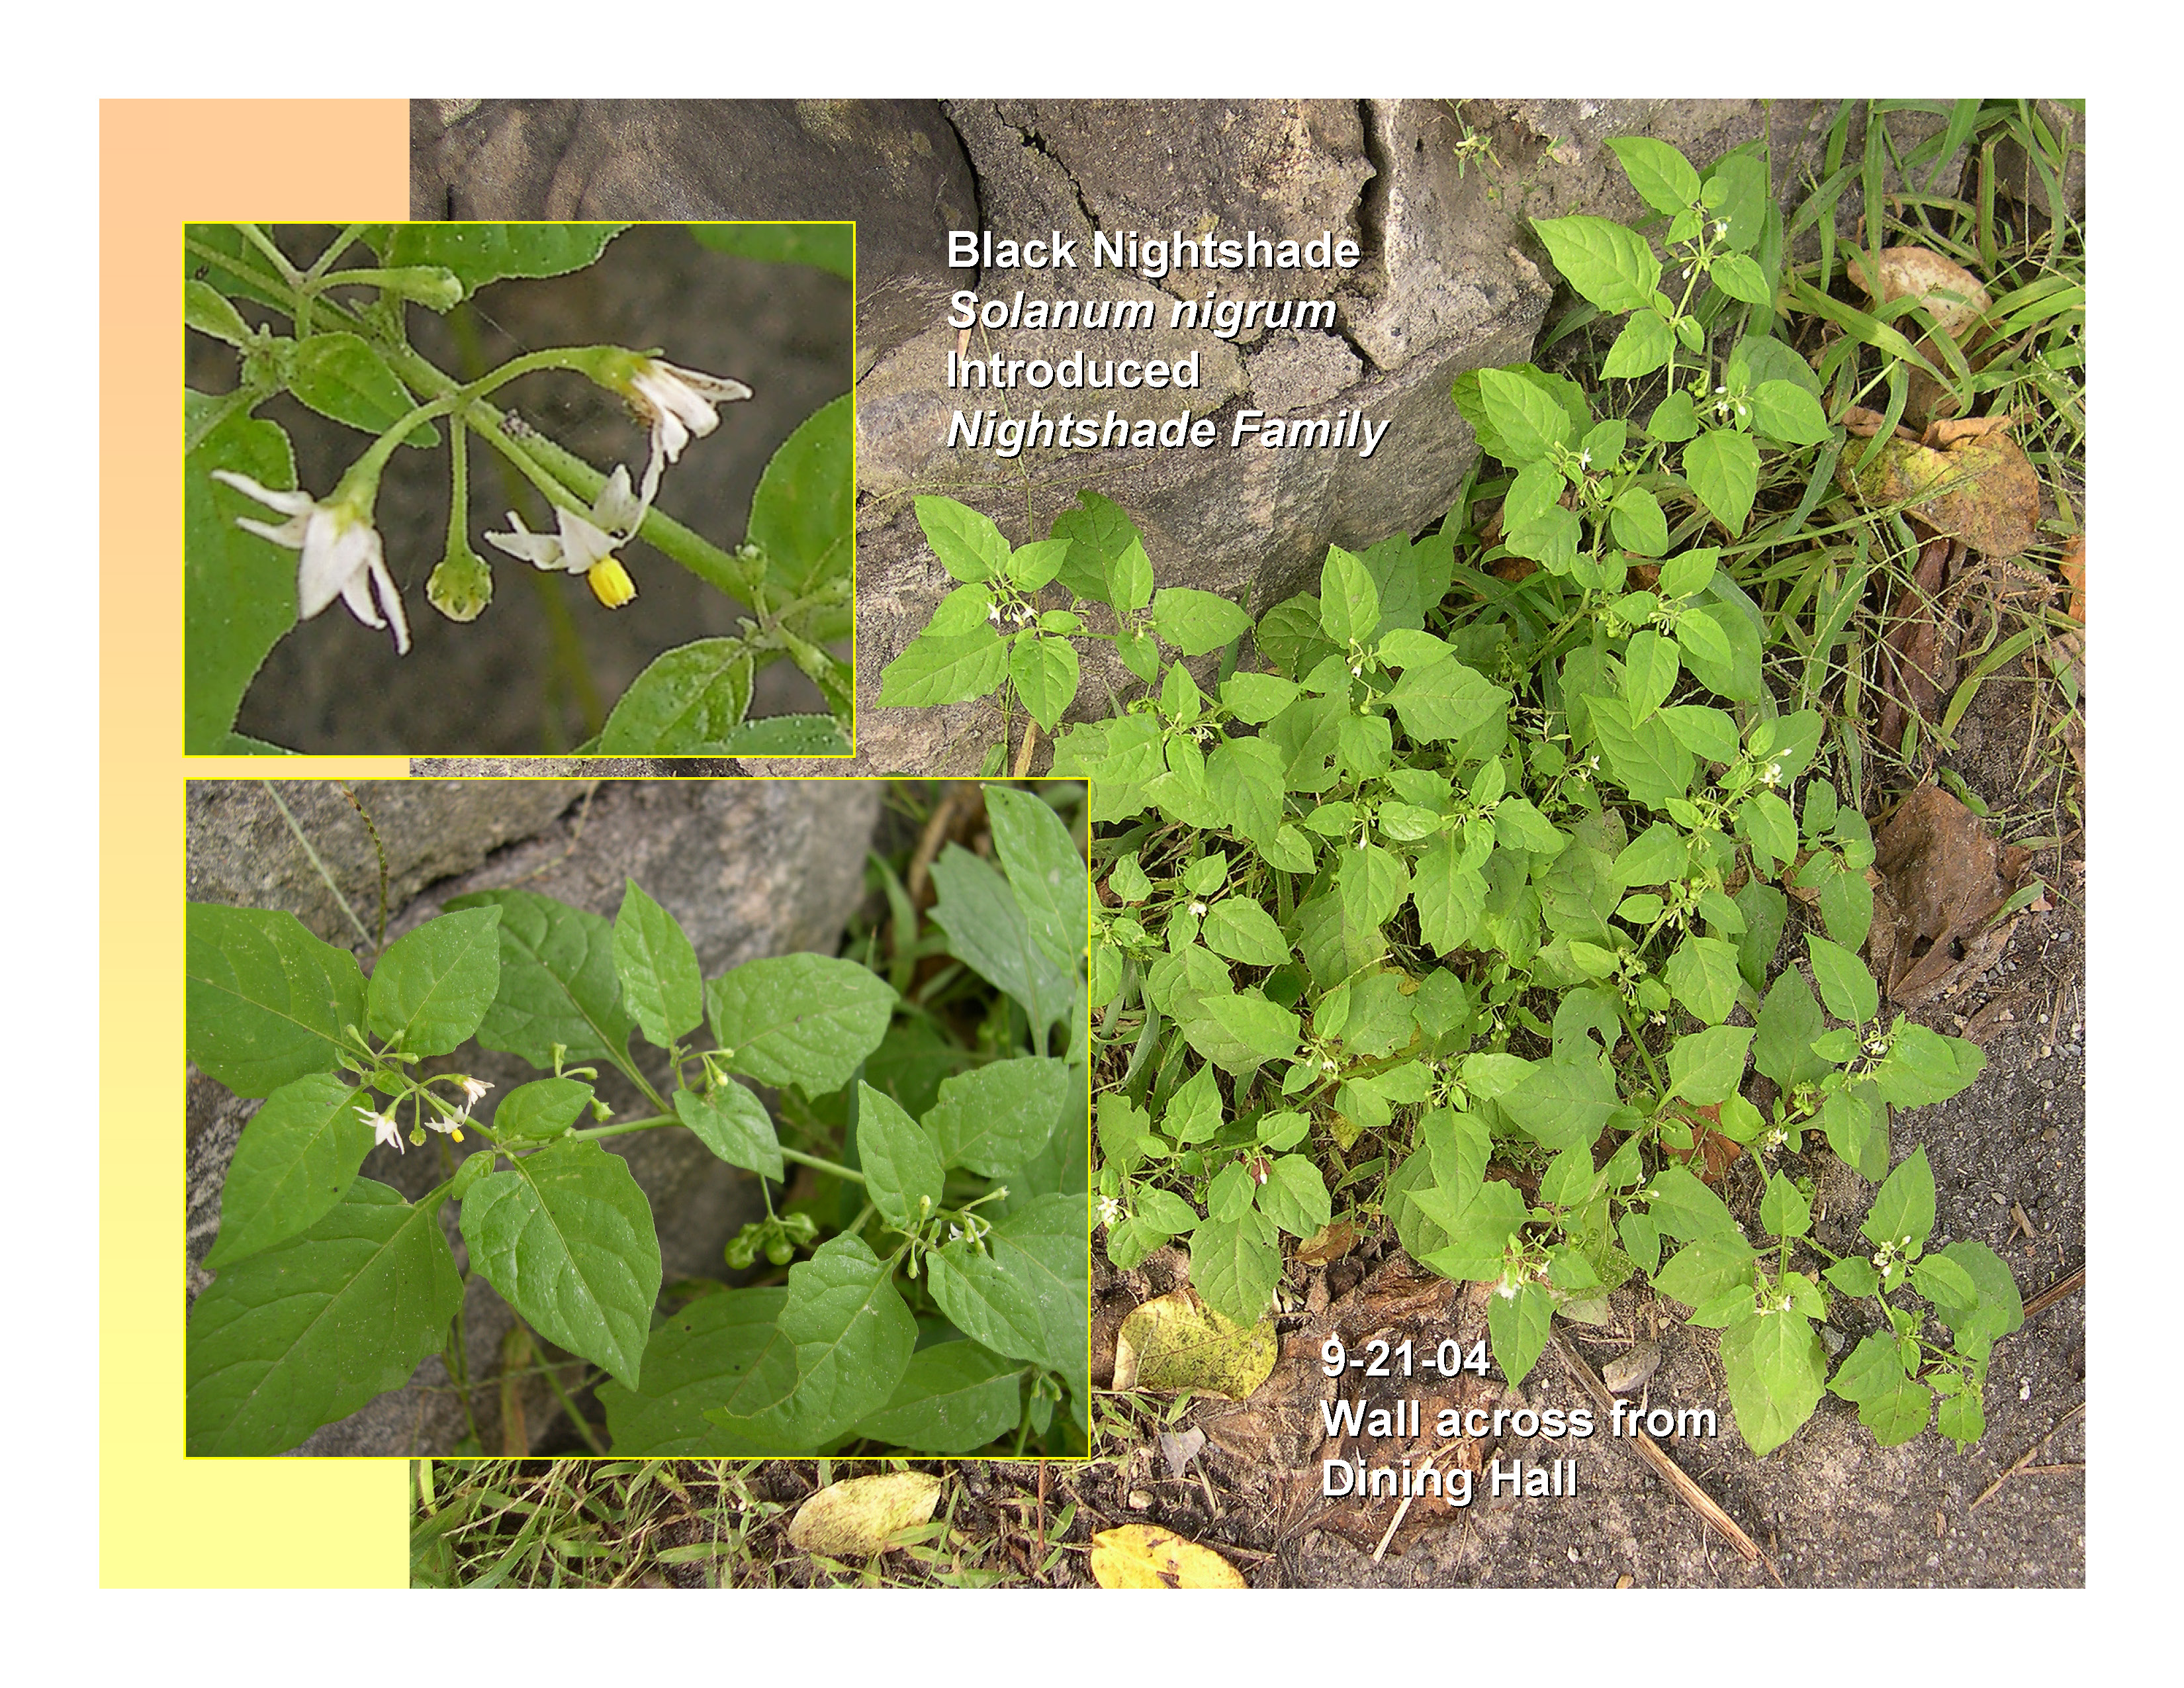 Black Nightshade
Solanum nigrum
Introduced
Nightshade Family
9-21-04
Wall across from
Dining Hall